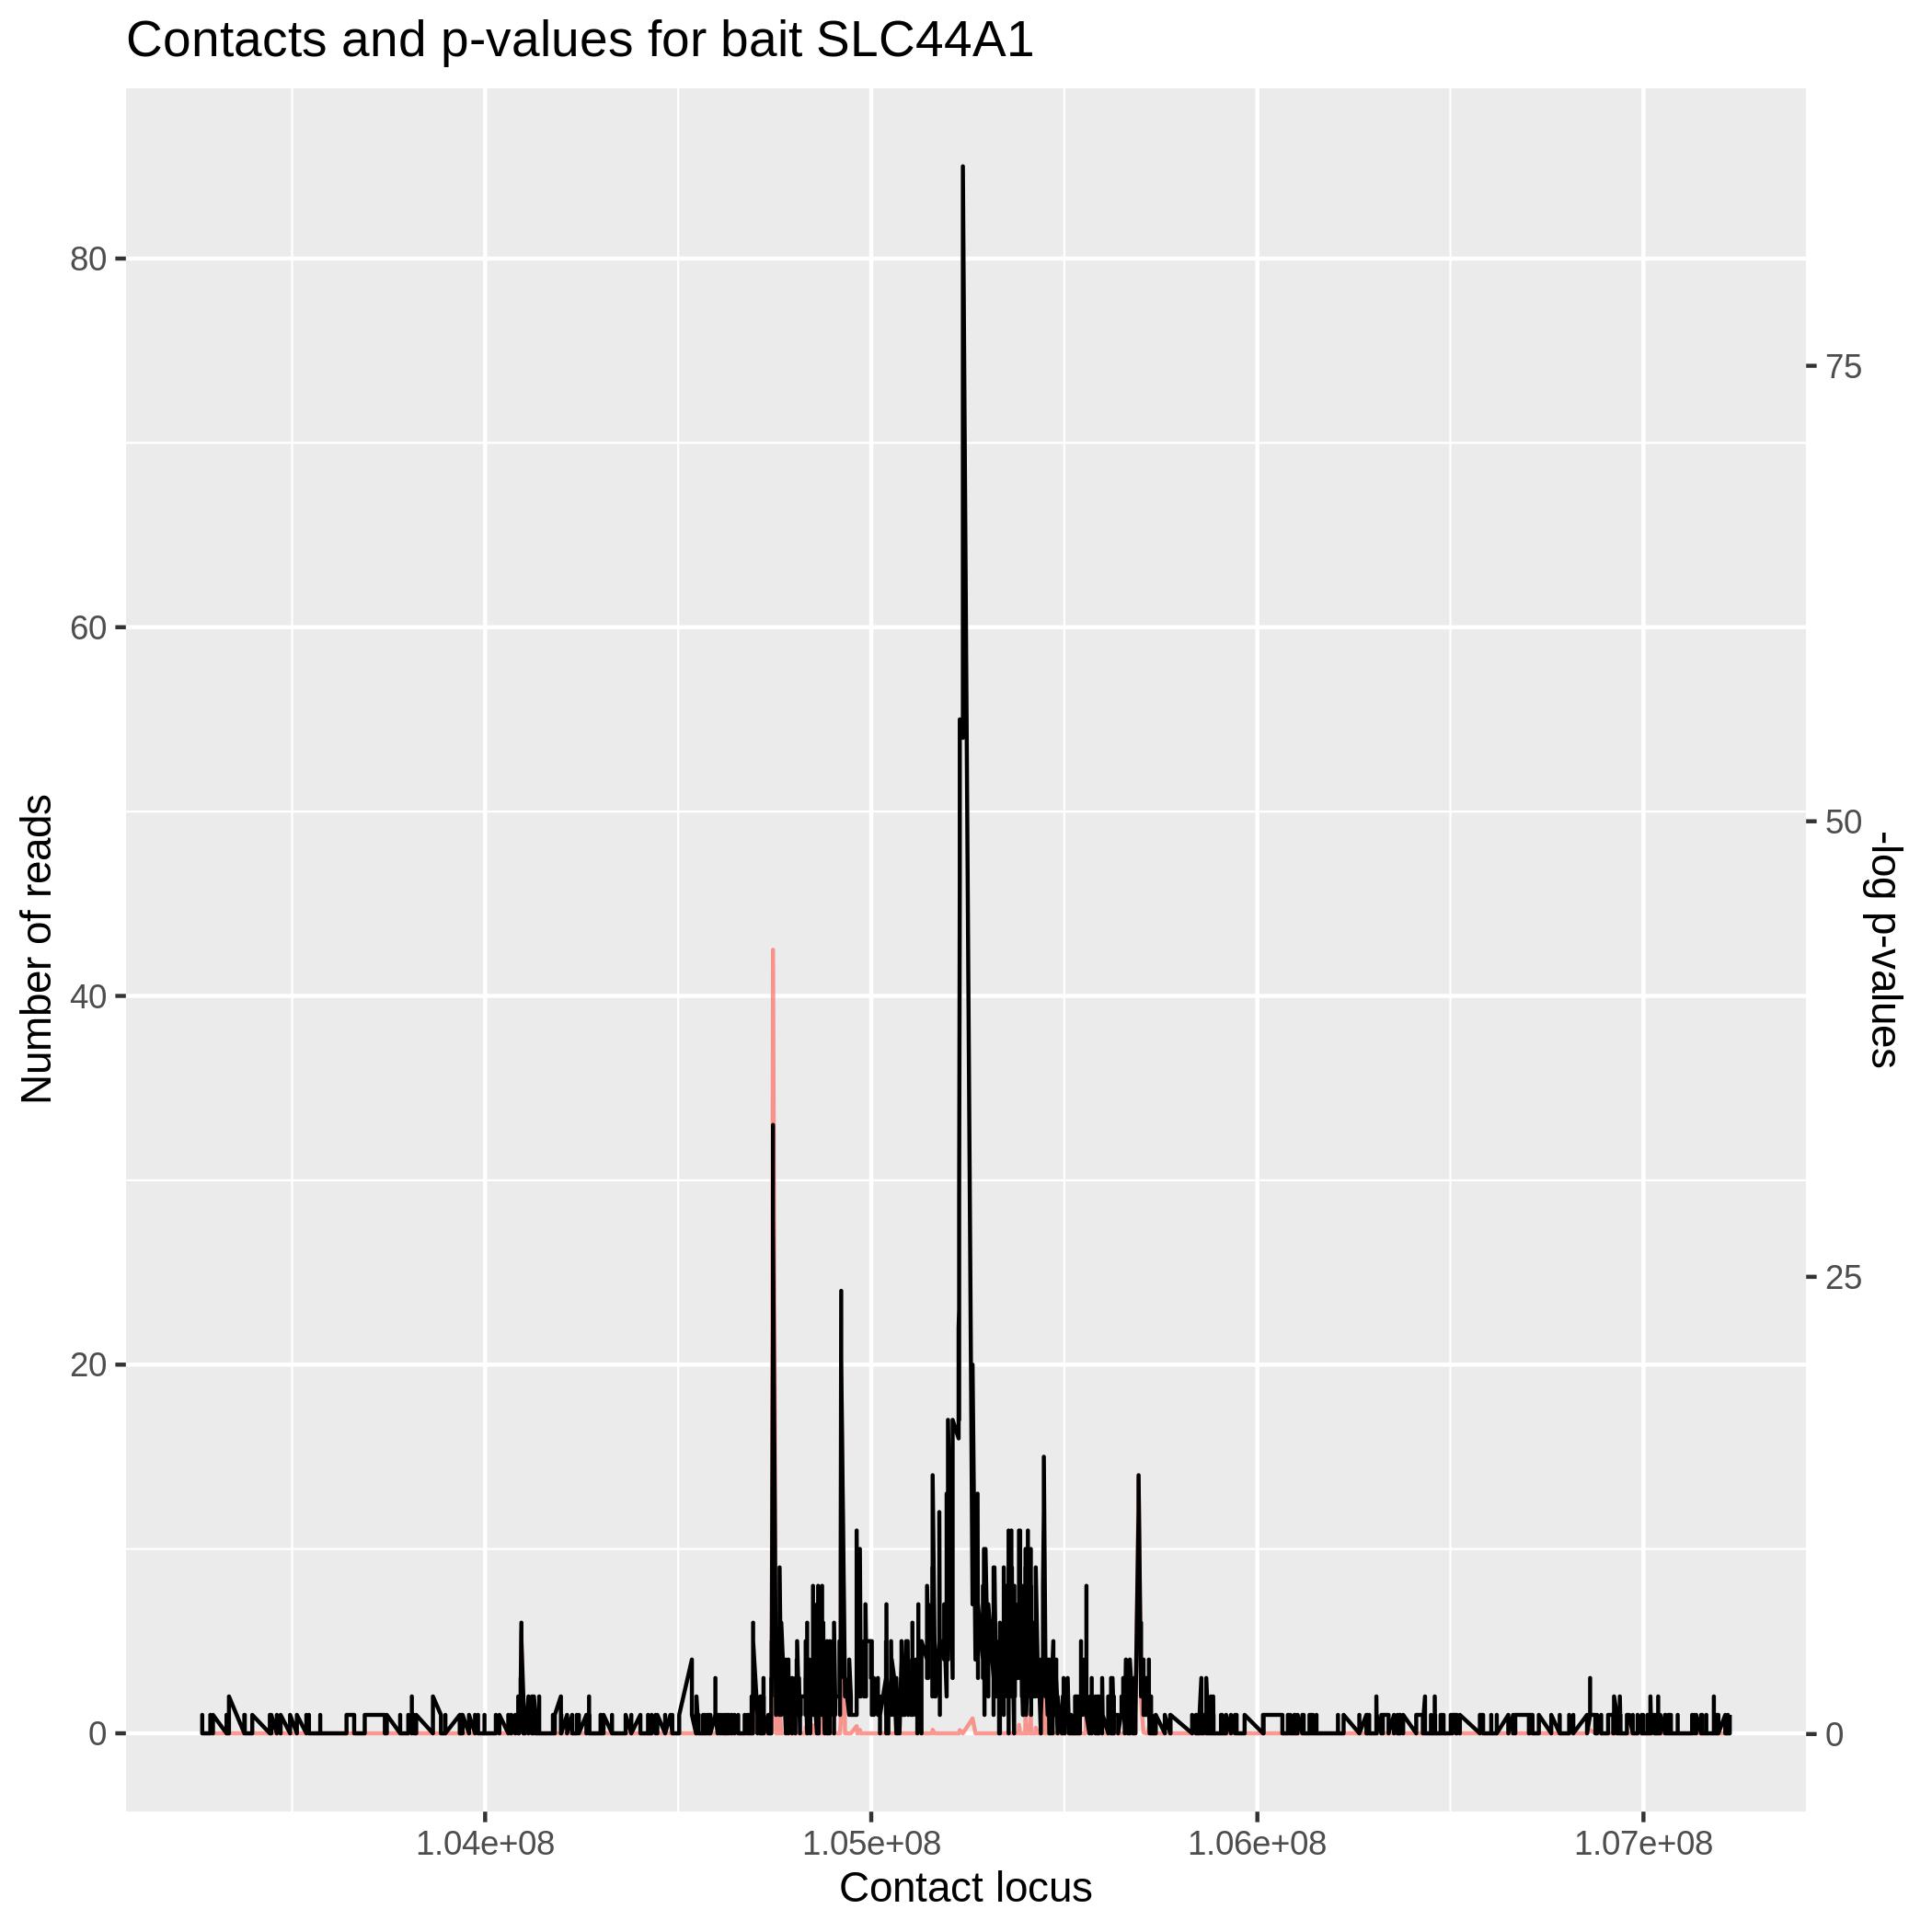 Contacts and p-values for bait SLC44A1
80
60
40
20
0
Number of reads
75
50
25
0
-log p-values
1.04e+08 1.05e+08 1.06e+08 1.07e+08
Contact locus